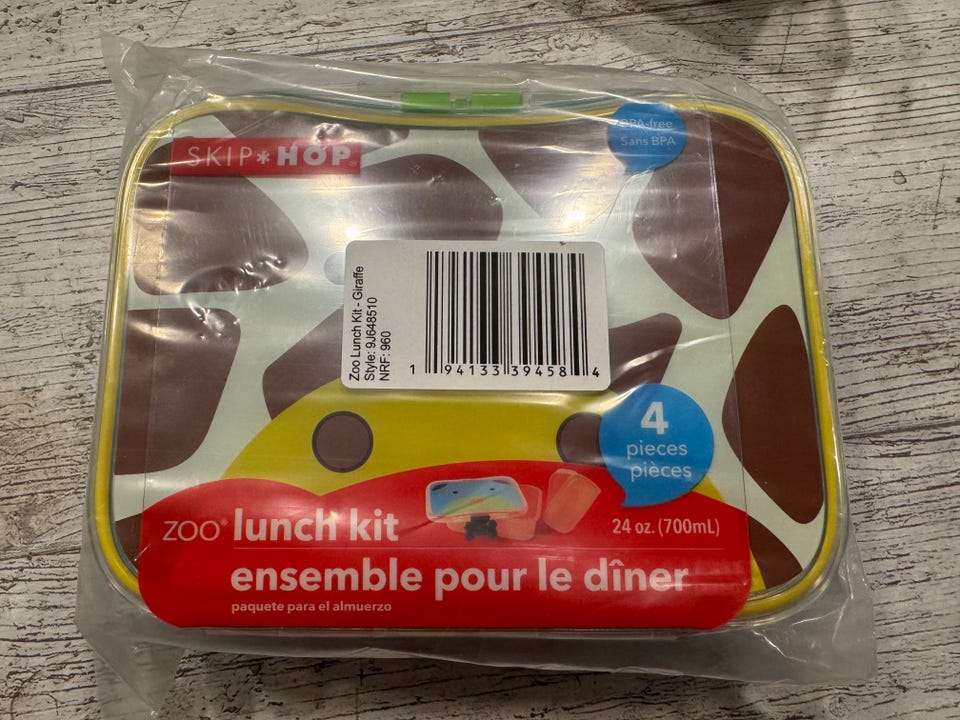 SKIP*HOP
BPA-free
Sans BPA
Zoo Lunch Kit - Giraffe
Style: 9J648510
NRF: 960
1 94133 39458 4
4
pieces
pièces
ZOO® lunch kit
24 oz. (700mL)
ensemble pour le dîner
paquete para el almuerzo